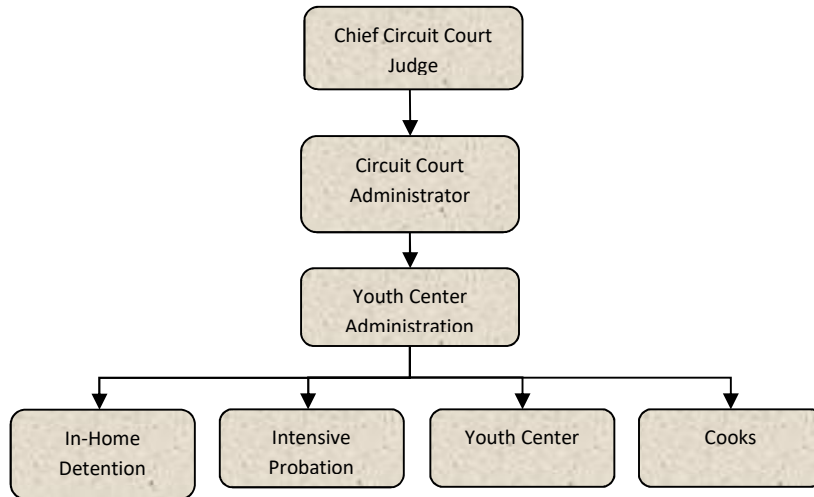 Chief Circuit Court
Judge
Circuit Court
Administrator
Youth Center
Administration
In-Home
Detention
Intensive
Probation
Youth Center
Cooks